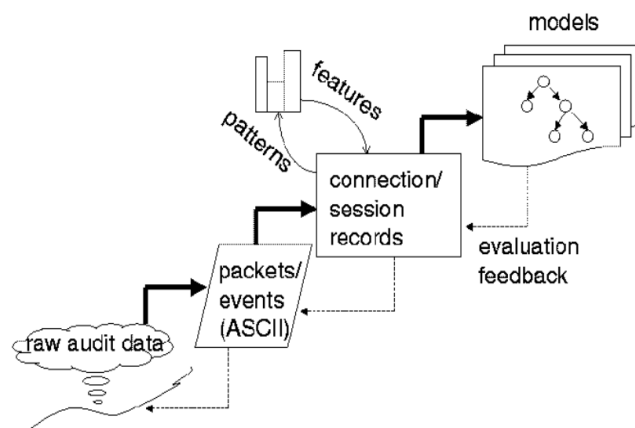 models
features
patterns
connection/
session
records
evaluation
feedback
packets/
events
(ASCII)
raw audit data